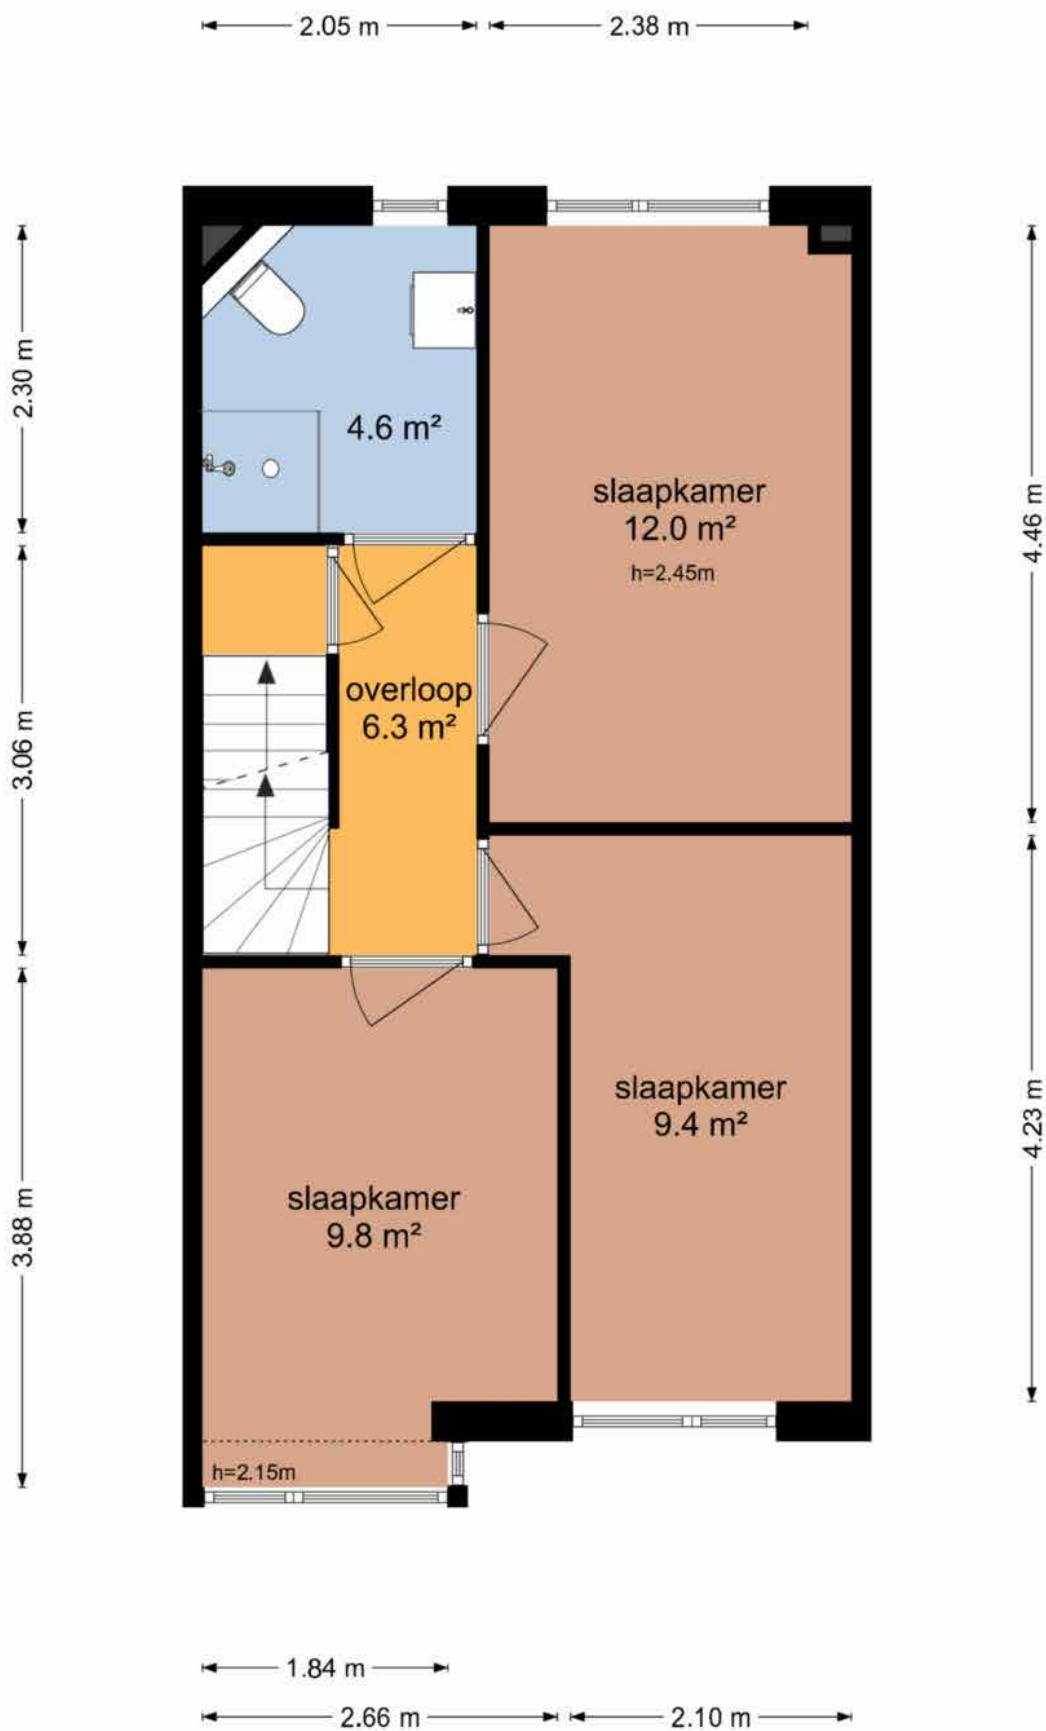 2.05 m
2.38 m
2.30 m
4.6 m²
slaapkamer
12.0 m²
h=2.45m
4.46 m
overloop
6.3 m²
3.06 m
slaapkamer
9.4 m²
4.23 m
slaapkamer
9.8 m²
3.88 m
h=2.15m
1.84 m
2.66 m
2.10 m